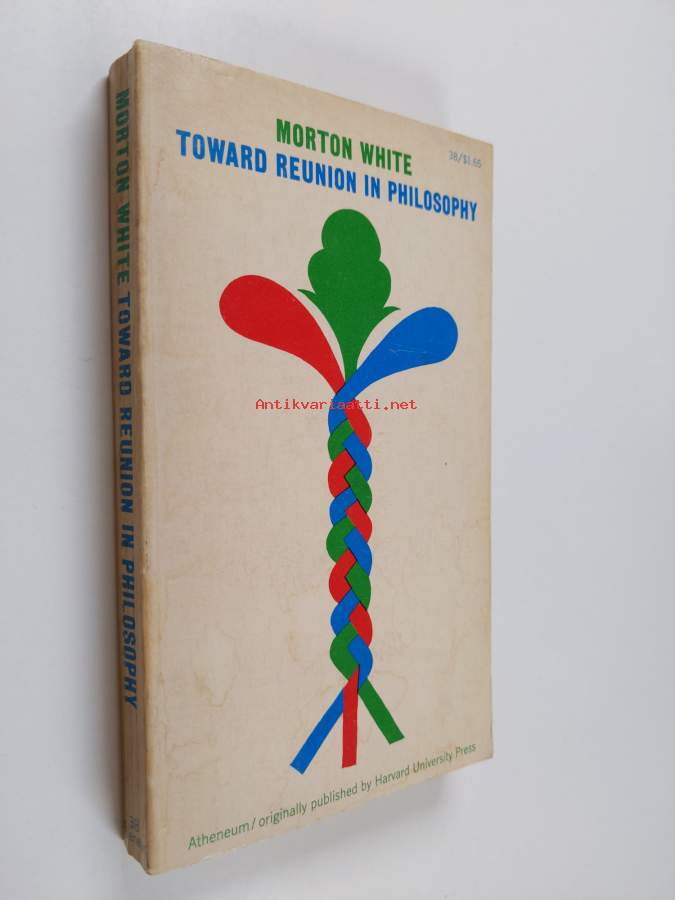 MORTON WHITE
38/$1.65
TOWARD REUNION IN PHILOSOPHY
Antikvariaatti.net
Atheneum/originally published by Harvard University Press
MORTON WHITE TOWARD REUNION IN PHILOSOPHY
38